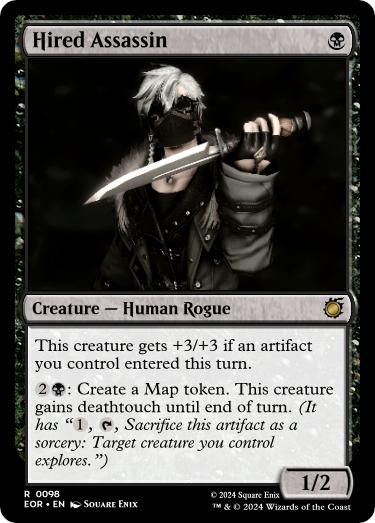 Hired Assassin
Creature — Human Rogue
This creature gets +3/+3 if an artifact
you control entered this turn.
2 : Create a Map token. This creature
gains deathtouch until end of turn. (It
has “1, , Sacrifice this artifact as a
sorcery: Target creature you control
explores.”)
1/2
R 0098
EOR • EN SQUARE ENIX
© 2024 Square Enix
™ & © 2024 Wizards of the Coast